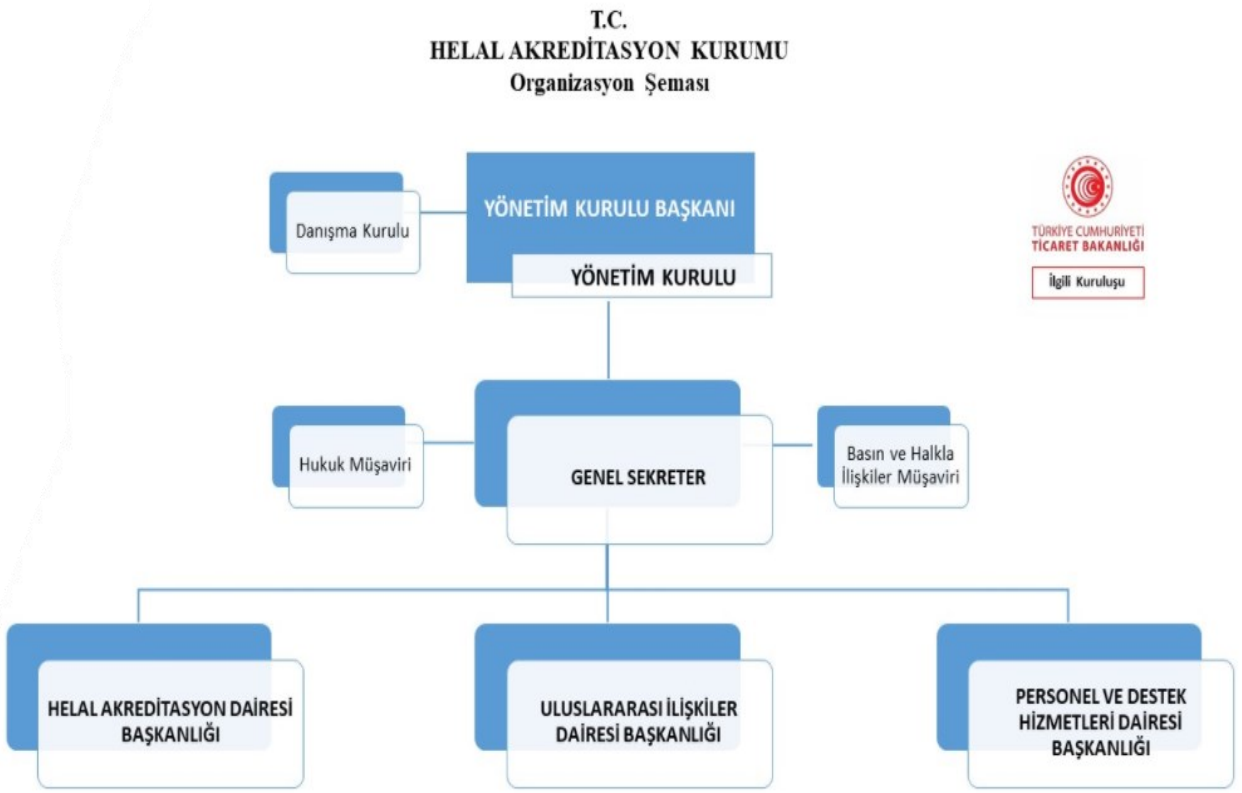 T.C.
HELAL AKREDİTASYON KURUMU
Organizasyon Şeması
YÖNETİM KURULU BAŞKANI
Danışma Kurulu
YÖNETİM KURULU
TÜRKİYE CUMHURİYETİ
TİCARET BAKANLIĞI
İlgili Kuruluşu
Hukuk Müşaviri
GENEL SEKRETER
Basın ve Halkla
İlişkiler Müşaviri
HELAL AKREDİTASYON DAİRESİ
BAŞKANLIĞI
ULUSLARARASI İLİŞKİLER
DAİRESİ BAŞKANLIĞI
PERSONEL VE DESTEK
HİZMETLERİ DAİRESİ
BAŞKANLIĞI